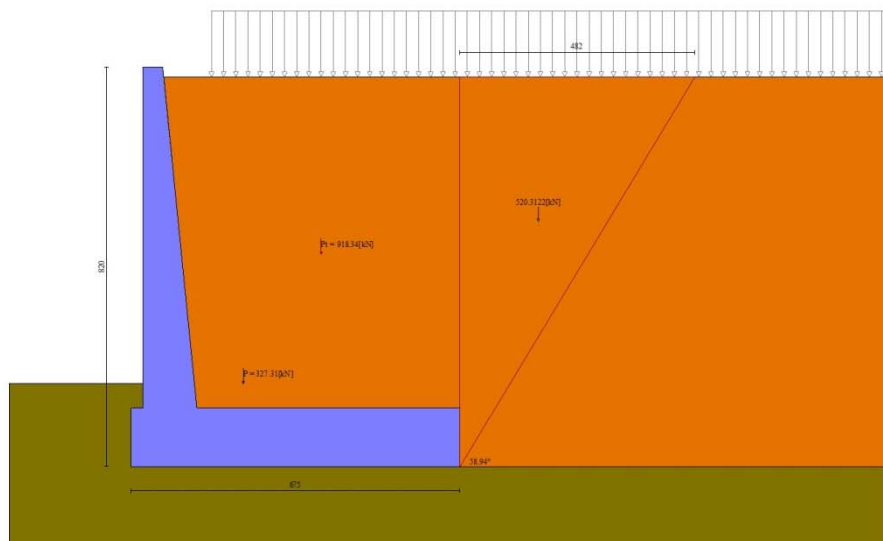 482
520.3122[kN]
Pt = 918.34[kN]
820
P = 327.31[kN]
58.94°
675